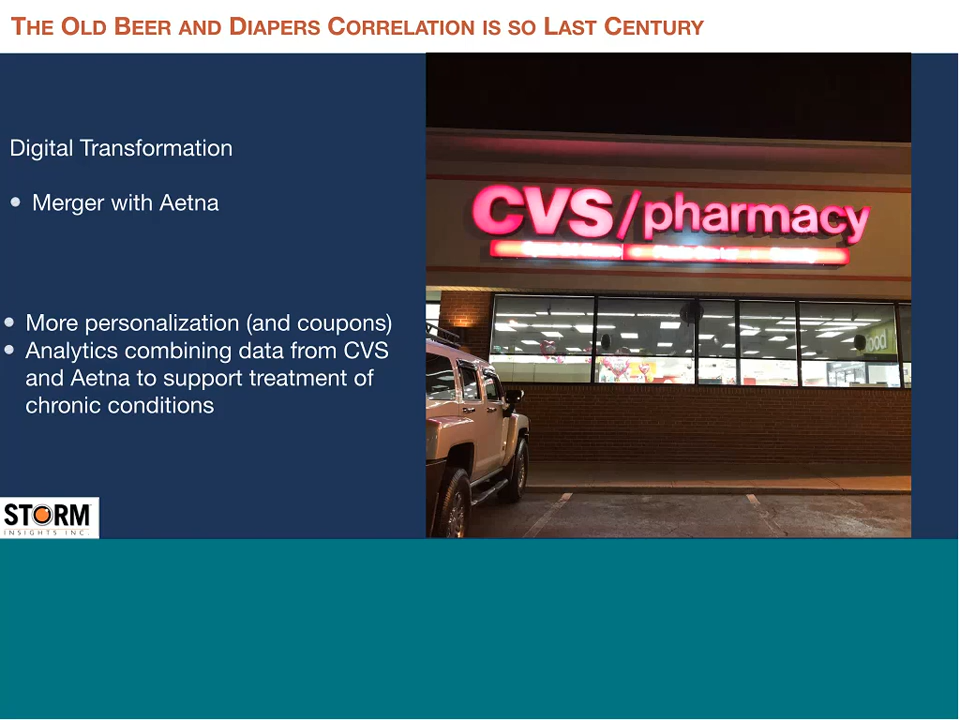 THE OLD BEER AND DIAPERS CORRELATION IS SO LAST CENTURY
Digital Transformation
• Merger with Aetna
• More personalization (and coupons)
• Analytics combining data from CVS
and Aetna to support treatment of
chronic conditions
CVS/pharmacy
ood
STORM
INSIGHTS INC.